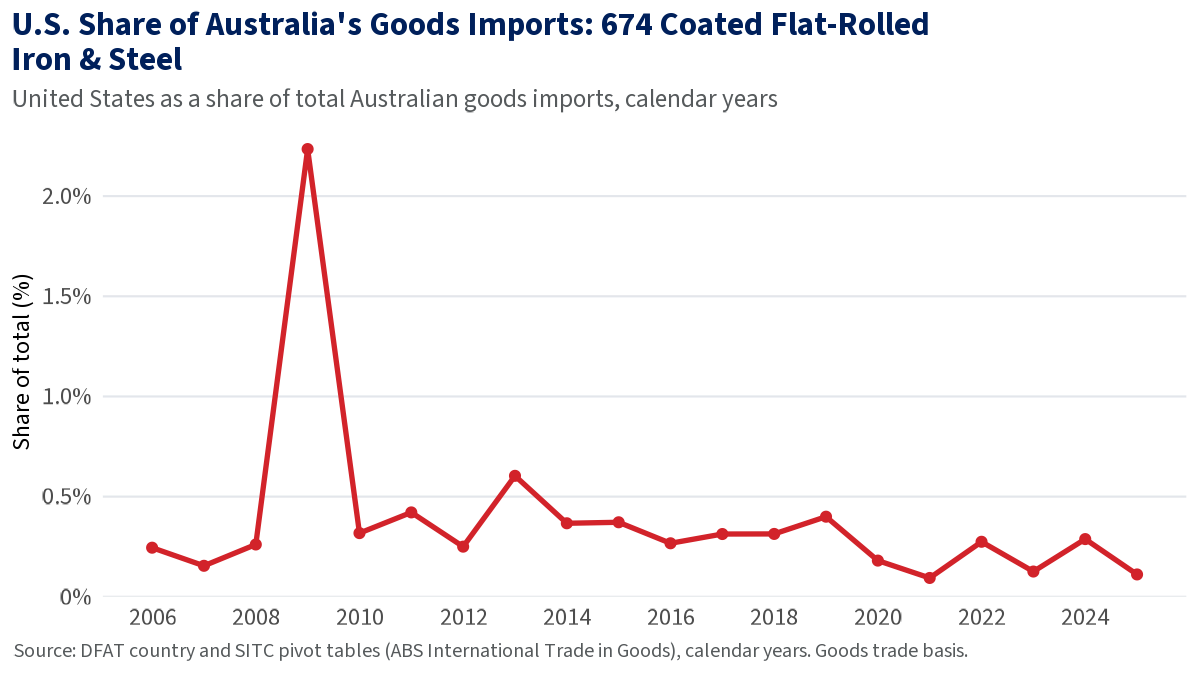 U.S. Share of Australia's Goods Imports: 674 Coated Flat-Rolled
Iron & Steel
United States as a share of total Australian goods imports, calendar years
Share of total (%)
2.0%
1.5%
1.0%
0.5%
0%
2006 2008 2010 2012 2014 2016 2018 2020 2022 2024
Source: DFAT country and SITC pivot tables (ABS International Trade in Goods), calendar years. Goods trade basis.